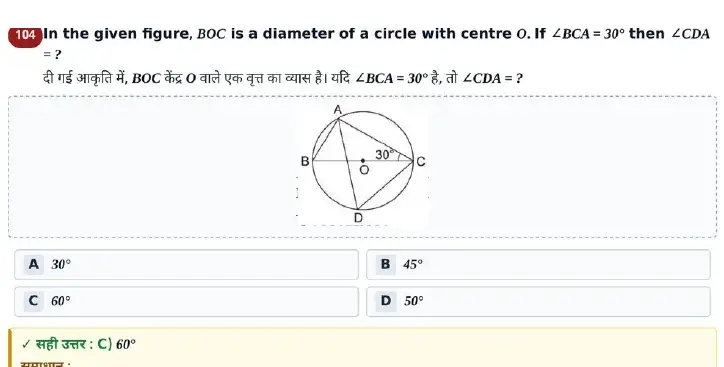 104 In the given figure, BOC is a diameter of a circle with centre O. If ∠BCA = 30° then ∠CDA
= ?
दी गई आकृति में, BOC केंद्र O वाले एक वृत्त का व्यास है। यदि ∠BCA = 30° है, तो ∠CDA = ?
A
30°
B
C
O
D
A 30°
B 45°
C 60°
D 50°
✓ सही उत्तर : C) 60°
समाधान :